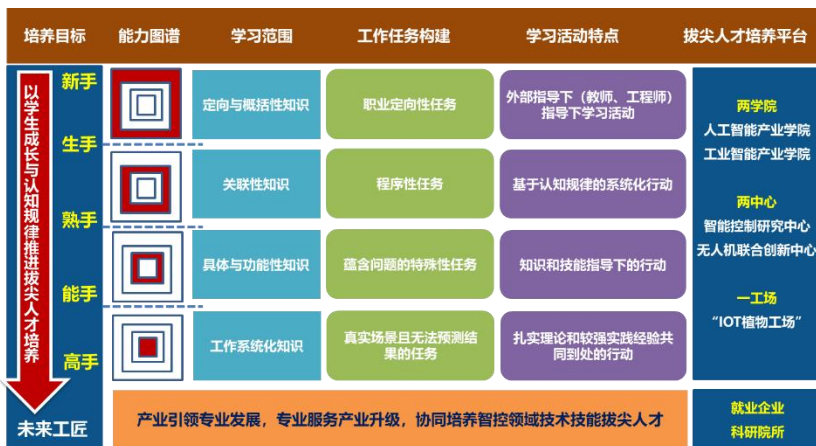 培养目标
能力图谱
学习范围
工作任务构建
学习活动特点
拔尖人才培养平台
以学生成长与认知规律推进拔尖人才培养
新手
生手
熟手
能手
高手
未来工匠
定向与概括性知识
职业定向性任务
外部指导下（教师、工程师）
指导下学习活动
关联性知识
程序性任务
基于认知规律的系统化行动
具体与功能性知识
蕴含问题的特殊性任务
知识和技能指导下的行动
工作系统化知识
真实场景且无法预测结
果的任务
扎实理论和较强实践经验共
同到处的行动
两学院
人工智能产业学院
工业智能产业学院
两中心
智能控制研究中心
无人机联合创新中心
一工场
“IOT植物工场”
产业引领专业发展，专业服务产业升级，协同培养智控领域技术技能拔尖人才
就业企业
科研院所